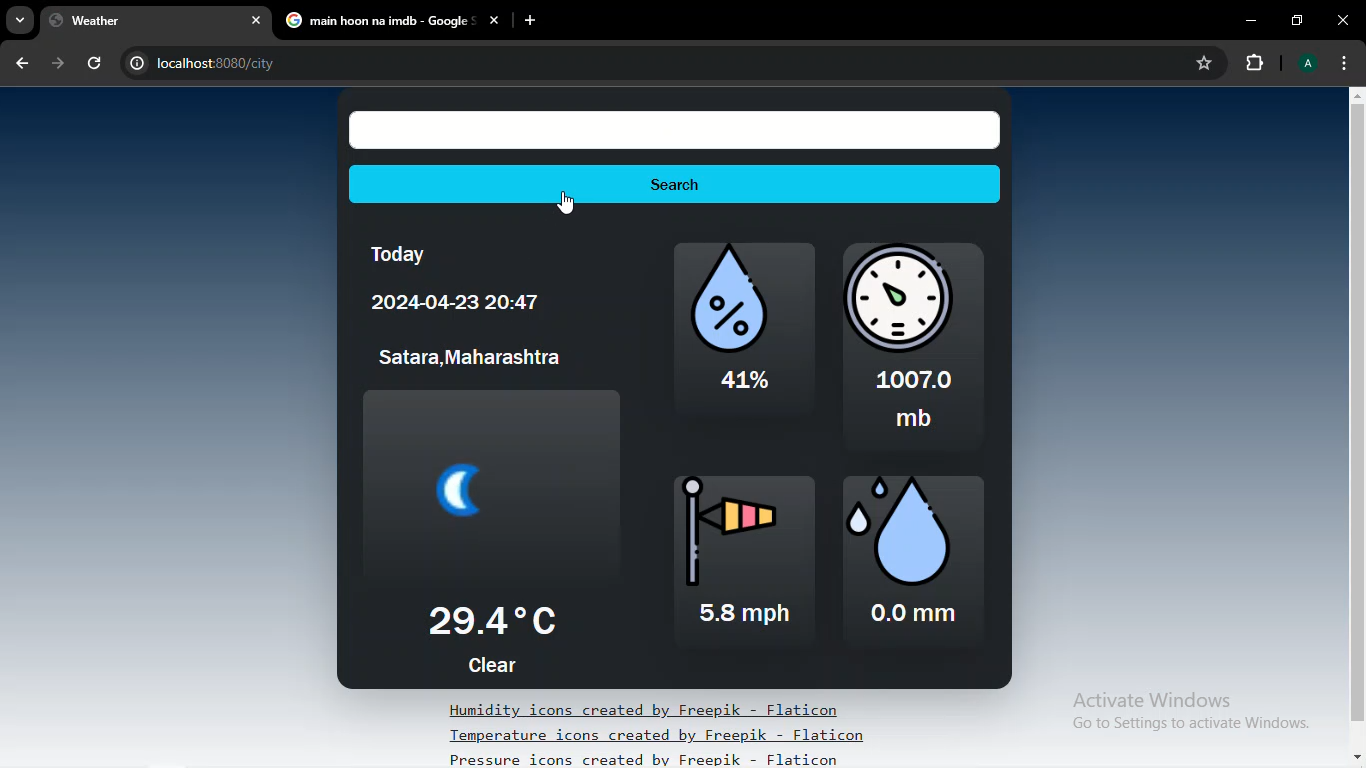 Weather
main hoon na imdb - Google S
localhost:8080/city
A
Search
Today
2024-04-23 20:47
Satara,Maharashtra
29.4°C
Clear
41%
1007.0
mb
5.8 mph
0.0 mm
Humidity icons created by Freepik - Flaticon
Temperature icons created by Freepik - Flaticon
Pressure icons created by Freepik - Flaticon
Activate Windows
Go to Settings to activate Windows.